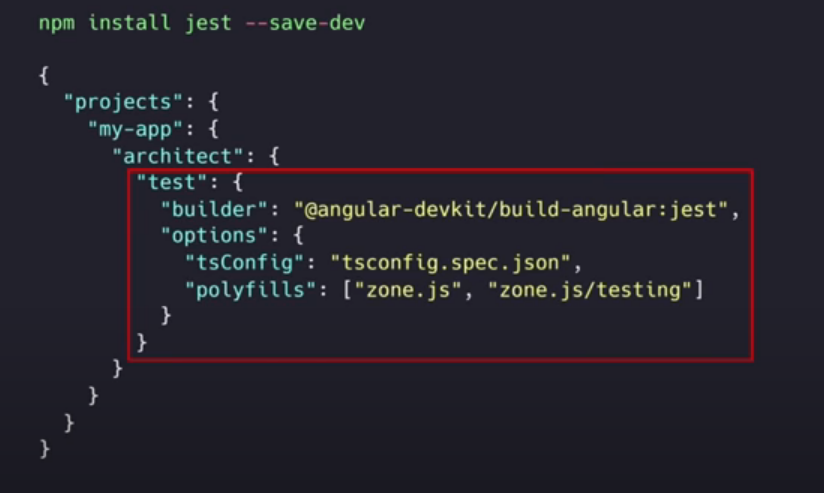 npm install jest --save-dev
{
"projects": {
"my-app": {
"architect": {
"test": {
"builder": "@angular-devkit/build-angular:jest",
"options": {
"tsConfig": "tsconfig.spec.json",
"polyfills": ["zone.js", "zone.js/testing"]
}
}
}
}
}
}